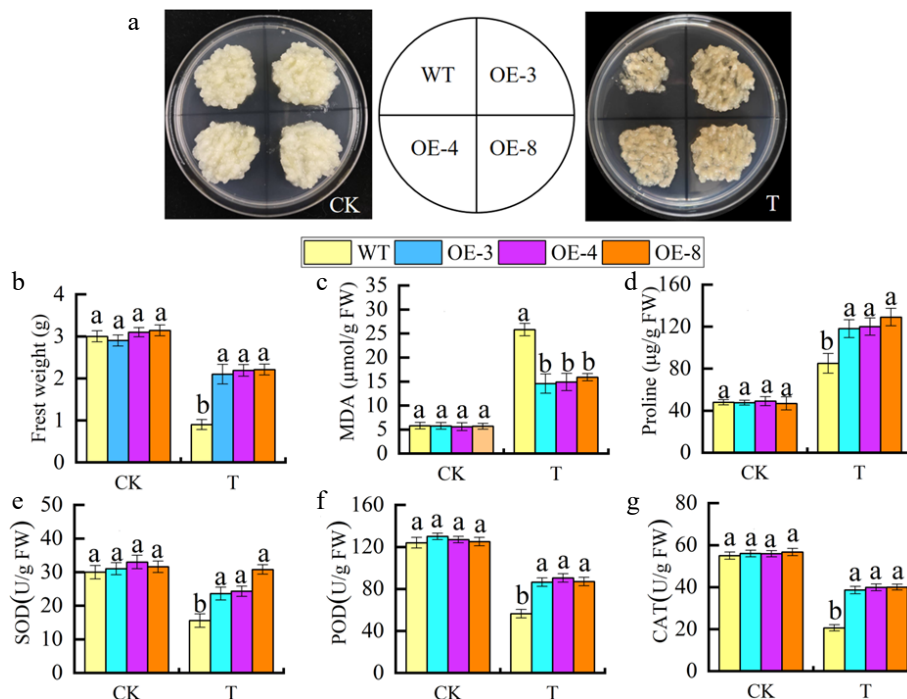 a
WT OE-3
OE-4 OE-8
CK
T
WT OE-3 OE-4 OE-8
b
Frest weight (g)
4
3
2
1
0
a a a a
b a a a
CK T
c
MDA (μmol/g FW)
35
30
25
20
15
10
5
0
a a a a
a b b b
CK T
d
Proline (μg/g FW)
160
120
80
40
0
a a a a
b a a a
CK T
e
SOD(U/g FW)
50
40
30
20
10
0
a a a a
b a a a
CK T
f
POD(U/g FW)
160
120
80
40
0
a a a a
b a a a
CK T
g
CAT(U/g FW)
80
60
40
20
0
a a a a
b a a a
CK T